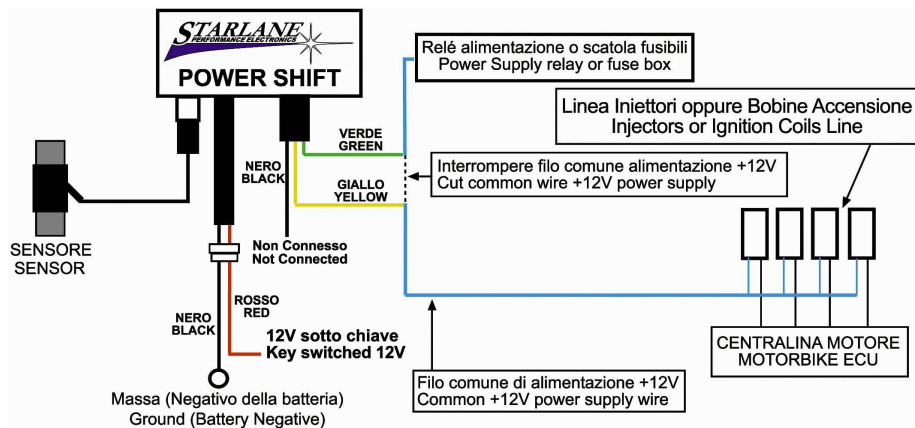 STARLANE
PERFORMANCE ELECTRONICS
POWER SHIFT
Relé alimentazione o scatola fusibili
Power Supply relay or fuse box
Linea Iniettori oppure Bobine Accensione
Injectors or Ignition Coils Line
VERDE
GREEN
NERO
BLACK
Interrompere filo comune alimentazione +12V
Cut common wire +12V power supply
GIALLO
YELLOW
SENSORE
SENSOR
Non Connesso
Not Connected
NERO
BLACK
ROSSO
RED
12V sotto chiave
Key switched 12V
CENTRALINA MOTORE
MOTORBIKE ECU
Massa (Negativo della batteria)
Ground (Battery Negative)
Filo comune di alimentazione +12V
Common +12V power supply wire